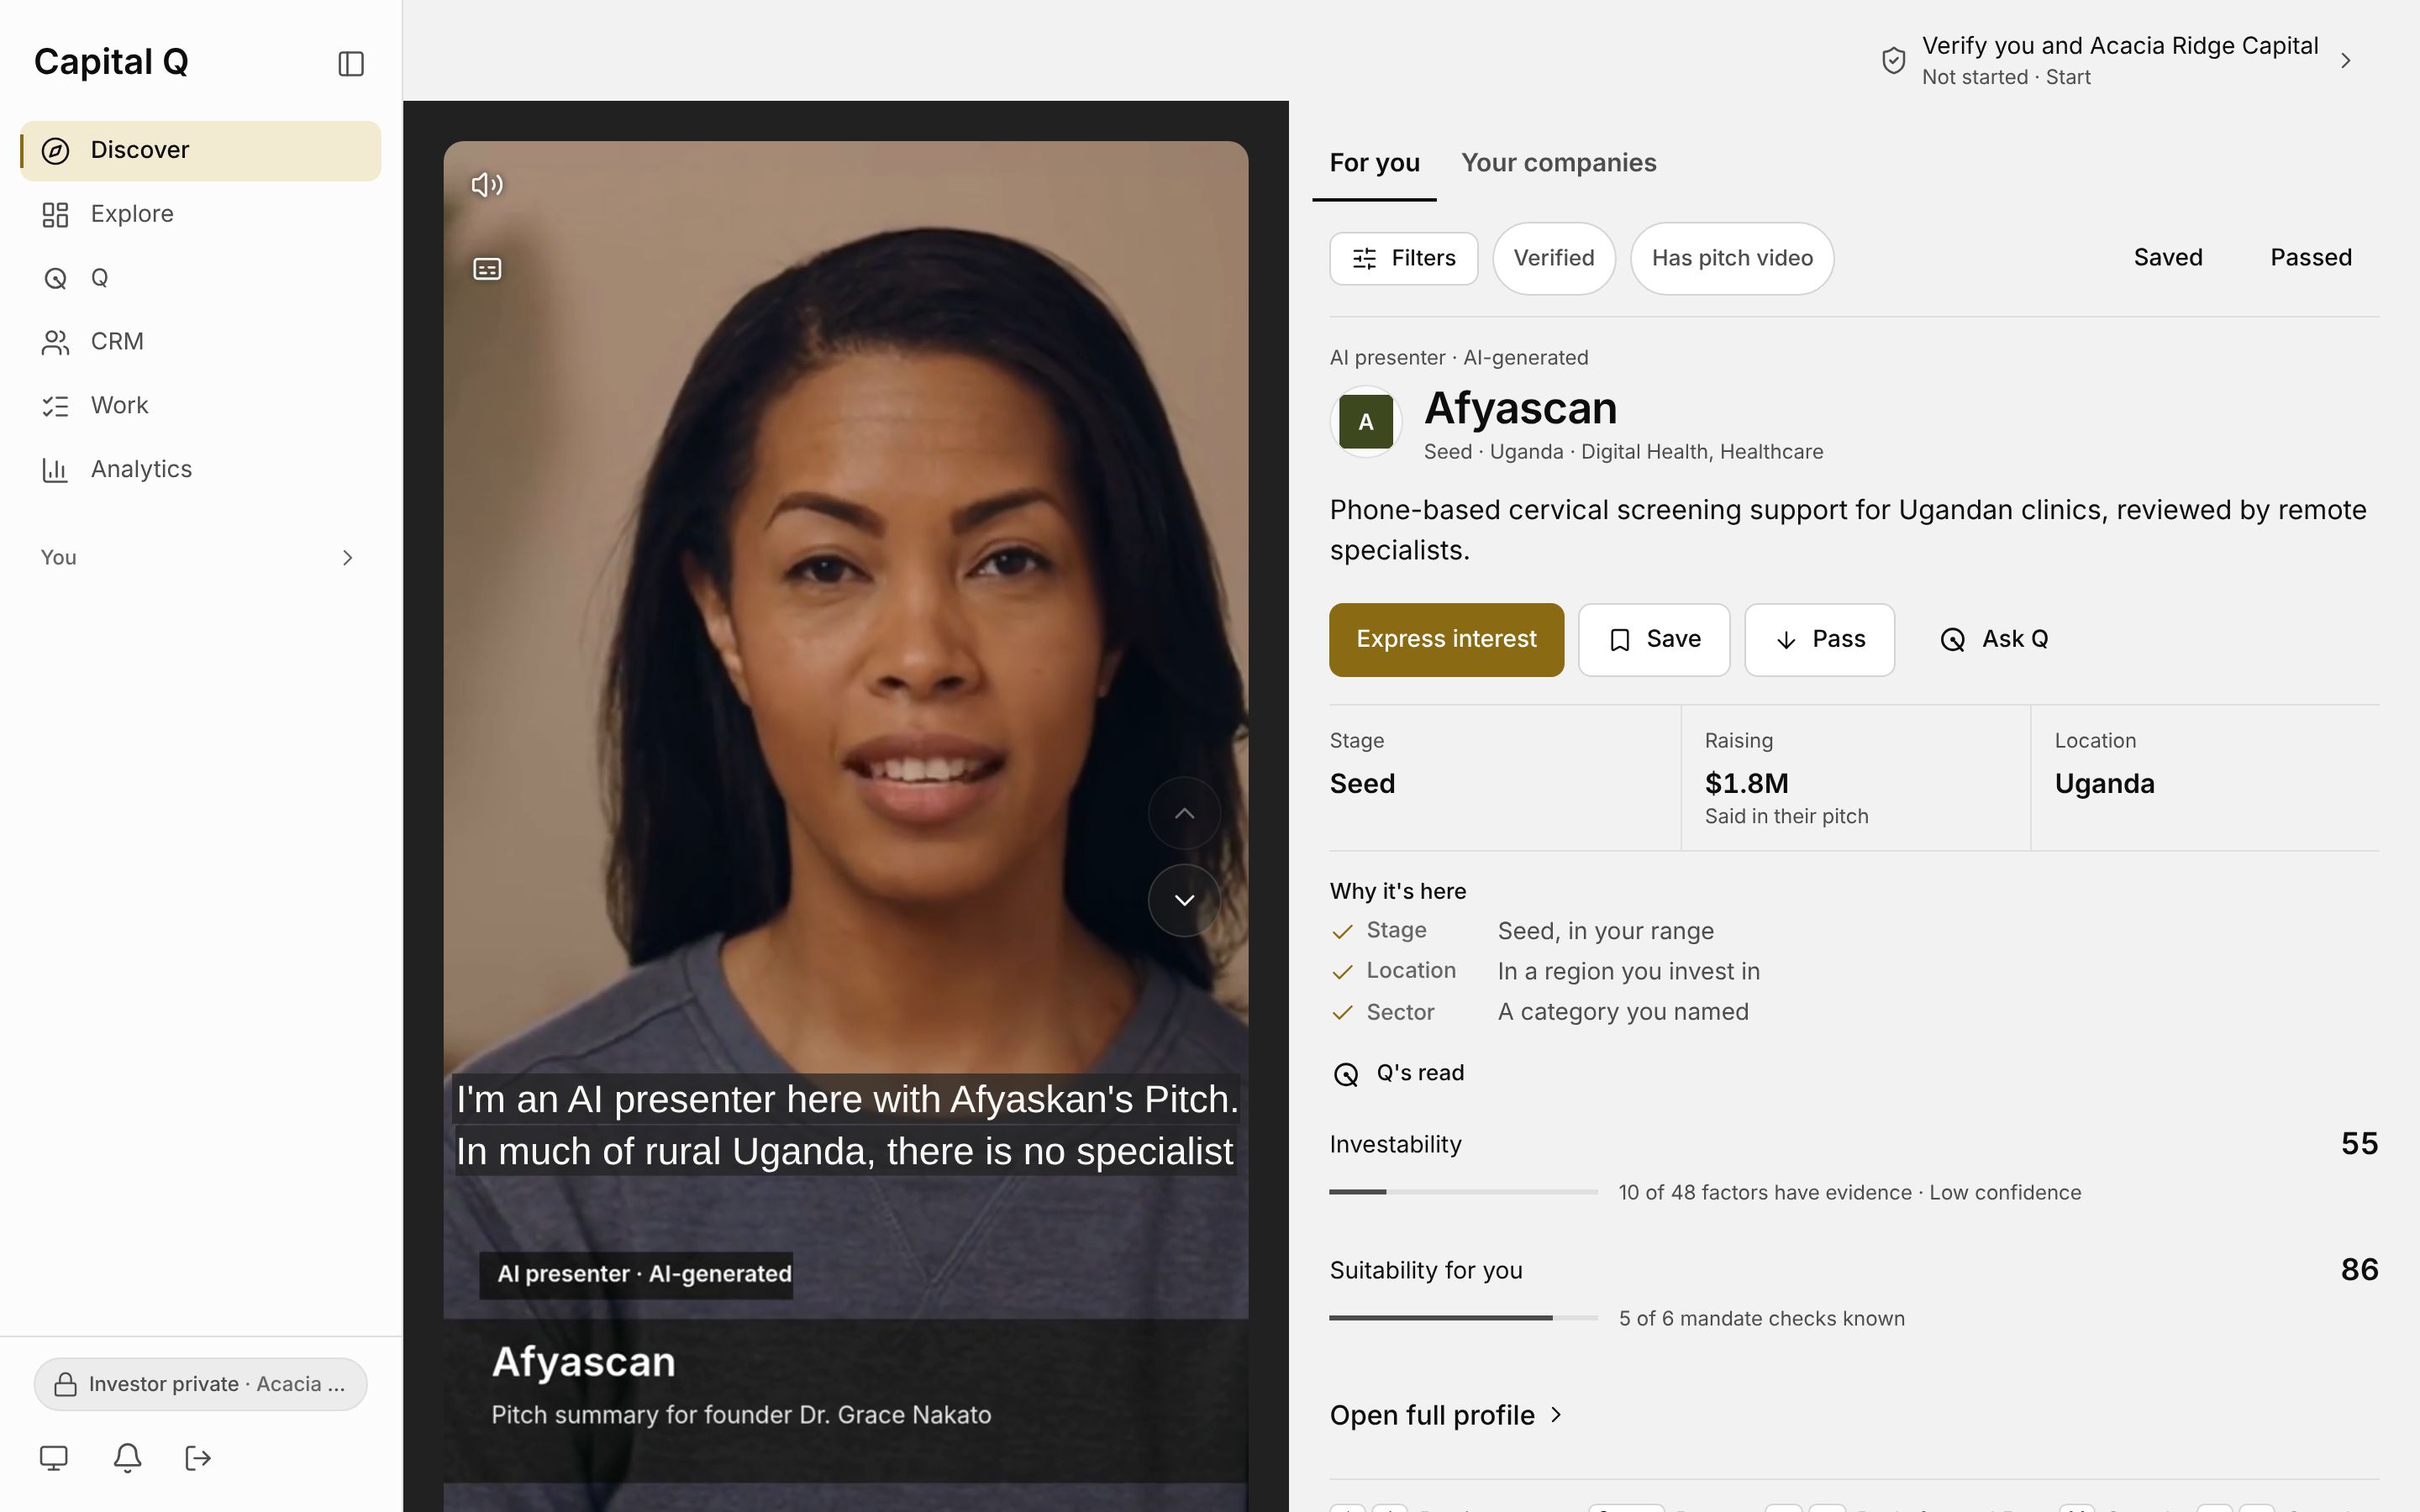 Capital Q
Discover
Explore
Q
CRM
Work
Analytics
You
Investor private · Acacia ...
Verify you and Acacia Ridge Capital
Not started · Start
I'm an AI presenter here with Afyaskan's Pitch.
In much of rural Uganda, there is no specialist
AI presenter · AI-generated
Afyascan
Pitch summary for founder Dr. Grace Nakato
For you
Your companies
Filters
Verified
Has pitch video
Saved
Passed
AI presenter · AI-generated
A
Afyascan
Seed · Uganda · Digital Health, Healthcare
Phone-based cervical screening support for Ugandan clinics, reviewed by remote
specialists.
Express interest
Save
Pass
Ask Q
Stage
Seed
Raising
$1.8M
Said in their pitch
Location
Uganda
Why it's here
Stage Seed, in your range
Location In a region you invest in
Sector A category you named
Q's read
Investability 55
10 of 48 factors have evidence · Low confidence
Suitability for you 86
5 of 6 mandate checks known
Open full profile